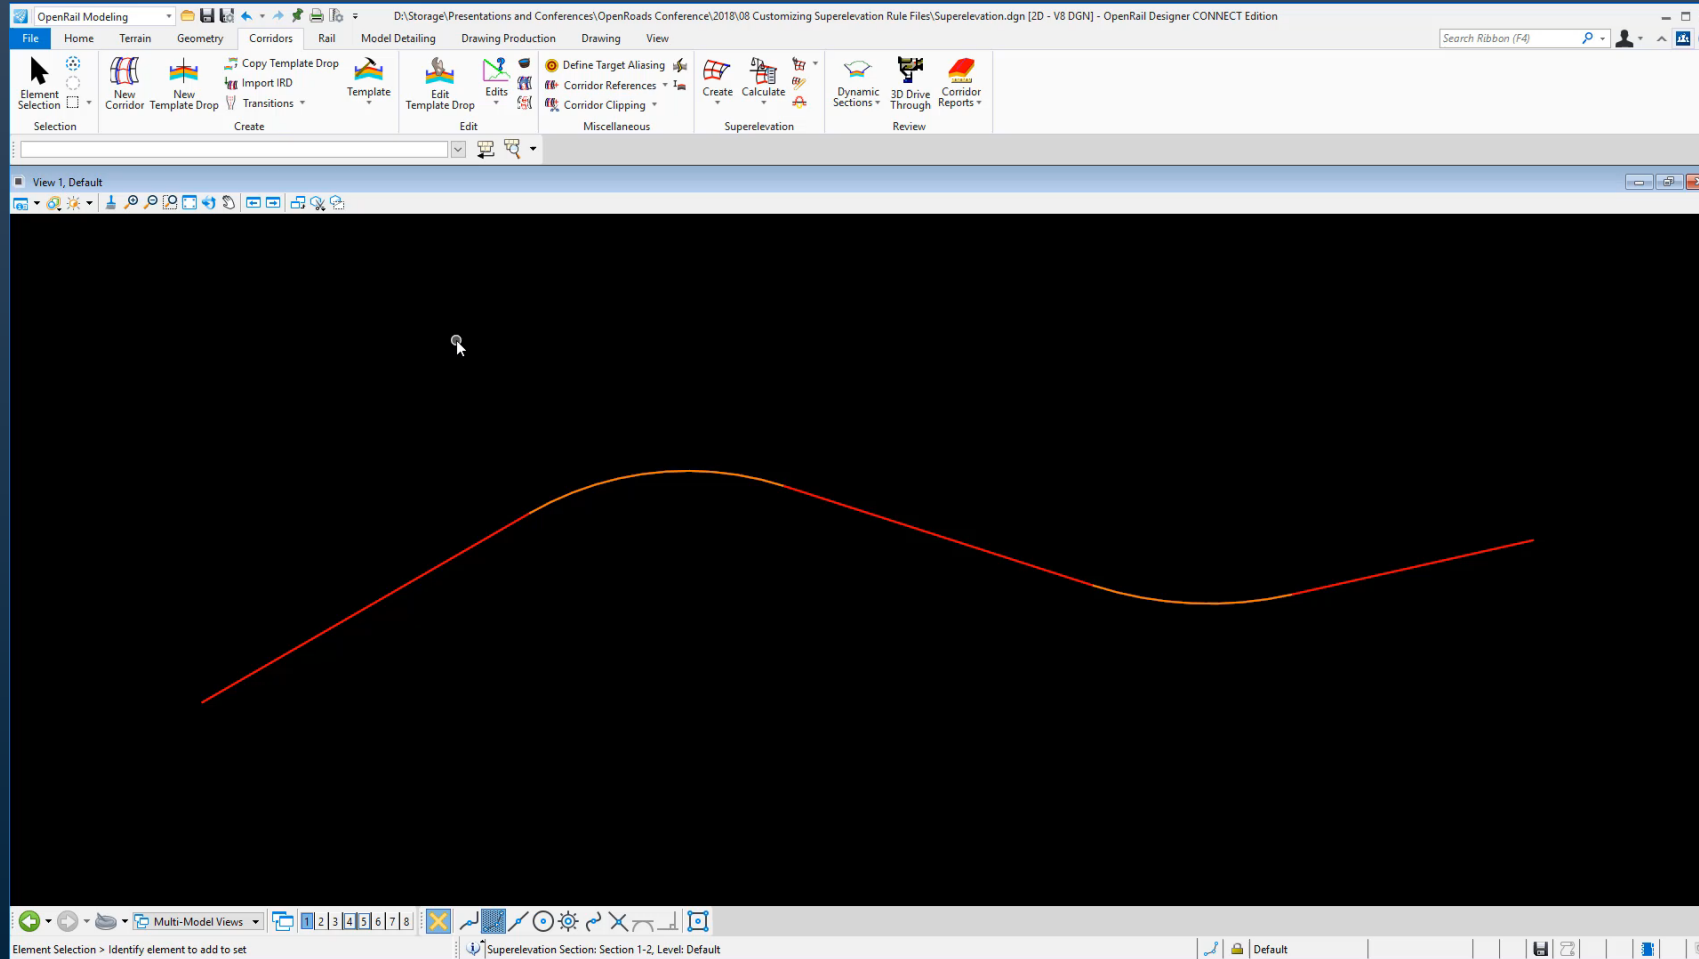 OpenRail Modeling
D:\Storage\Presentations and Conferences\OpenRoads Conference\2018\08 Customizing Superelevation Rule Files\Superelevation.dgn [2D - V8 DGN] - OpenRail Designer CONNECT Edition
File Home Terrain Geometry Corridors Rail Model Detailing Drawing Production Drawing View
Search Ribbon (F4)
Element Selection
New Corridor
New Template Drop
Copy Template Drop
Import IRD
Transitions
Template
Edit Template Drop
Edits
Define Target Aliasing
Corridor References
Corridor Clipping
Create
Calculate
Dynamic Sections
3D Drive Through
Corridor Reports
Selection Create Edit Miscellaneous Superelevation Review
View 1, Default
Multi-Model Views
1 2 3 4 5 6 7 8
Element Selection > Identify element to add to set
Superelevation Section: Section 1-2, Level: Default
Default